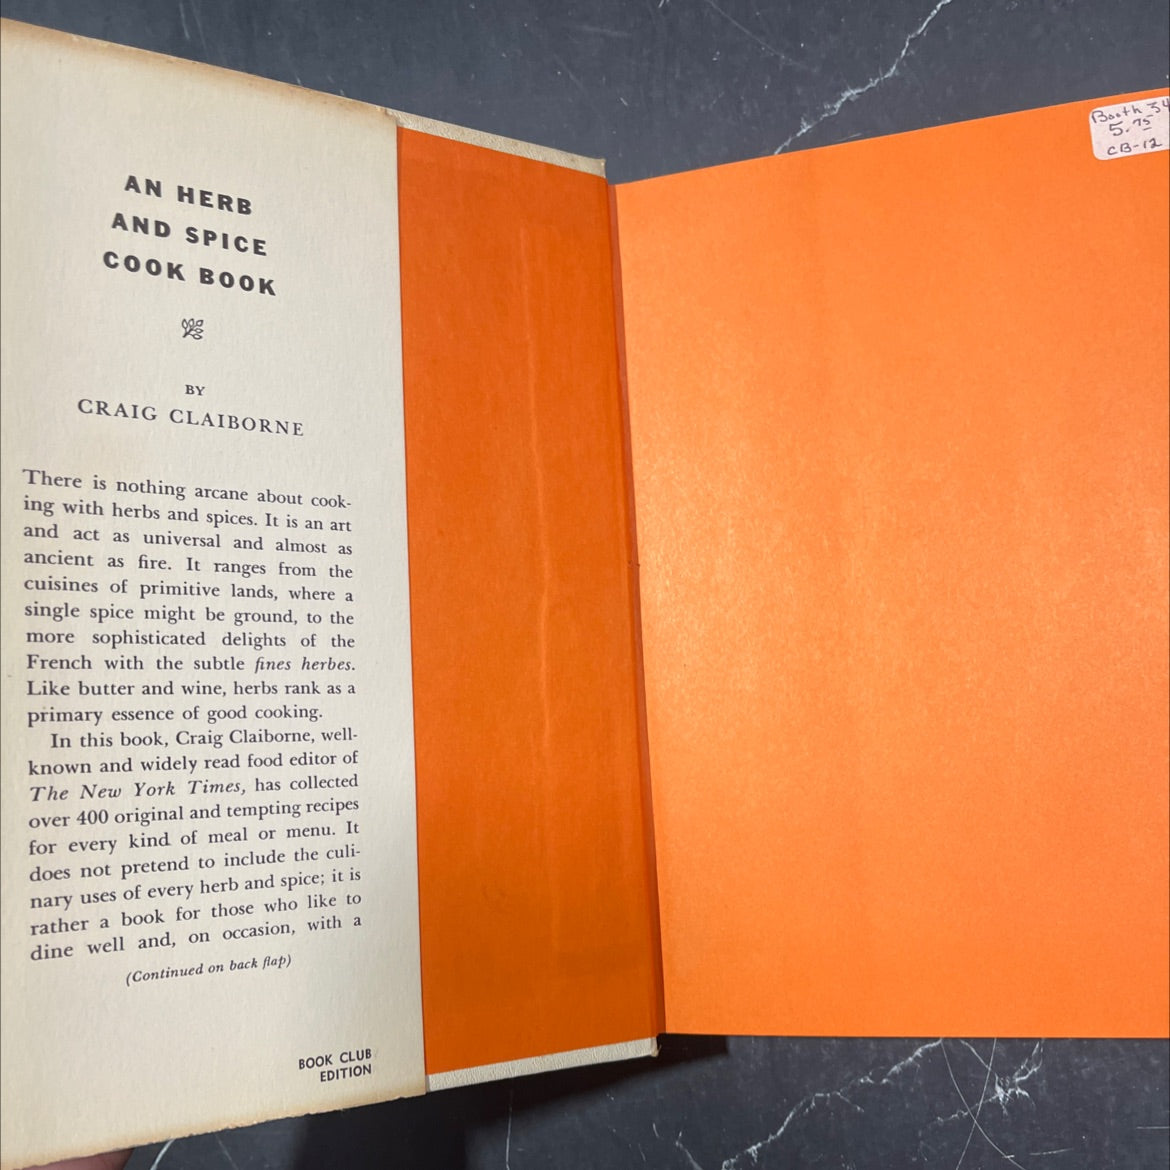 AN HERB
AND SPICE
COOK BOOK
BY
CRAIG CLAIBORNE
There is nothing arcane about cook-
ing with herbs and spices. It is an art
and act as universal and almost as
ancient as fire. It ranges from the
cuisines of primitive lands, where a
single spice might be ground, to the
more sophisticated delights of the
French with the subtle fines herbes.
Like butter and wine, herbs rank as a
primary essence of good cooking.
In this book, Craig Claiborne, well-
known and widely read food editor of
The New York Times, has collected
over 400 original and tempting recipes
for every kind of meal or menu. It
does not pretend to include the culi-
nary uses of every herb and spice; it is
rather a book for those who like to
dine well and, on occasion, with a
(Continued on back flap)
BOOK CLUB
EDITION
Booth 34
5.75
CB-12